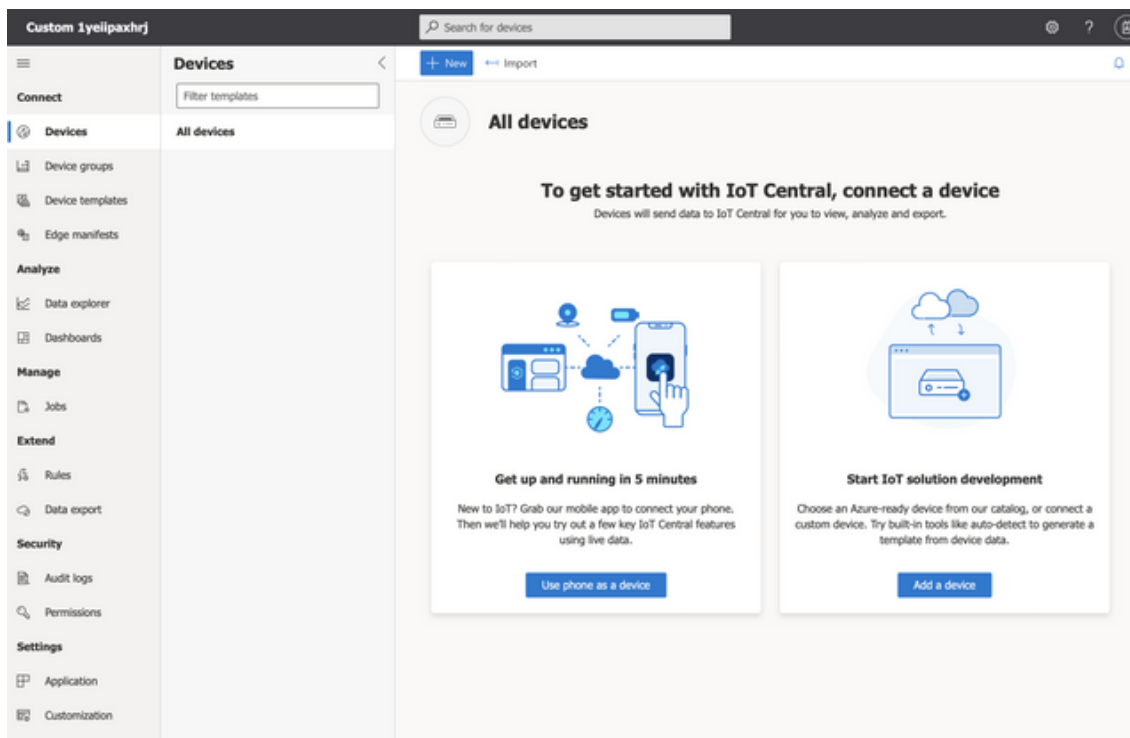 Custom 1yeiipaxhrj
Search for devices
?
Connect
Devices
Device groups
Device templates
Edge manifests
Analyze
Data explorer
Dashboards
Manage
Jobs
Extend
Rules
Data export
Security
Audit logs
Permissions
Settings
Application
Customization
Devices
Filter templates
All devices
New
Import
All devices
To get started with IoT Central, connect a device
Devices will send data to IoT Central for you to view, analyze and export.
Get up and running in 5 minutes
New to IoT? Grab our mobile app to connect your phone.
Then we'll help you try out a few key IoT Central features
using live data.
Use phone as a device
Start IoT solution development
Choose an Azure-ready device from our catalog, or connect a
custom device. Try built-in tools like auto-detect to generate a
template from device data.
Add a device